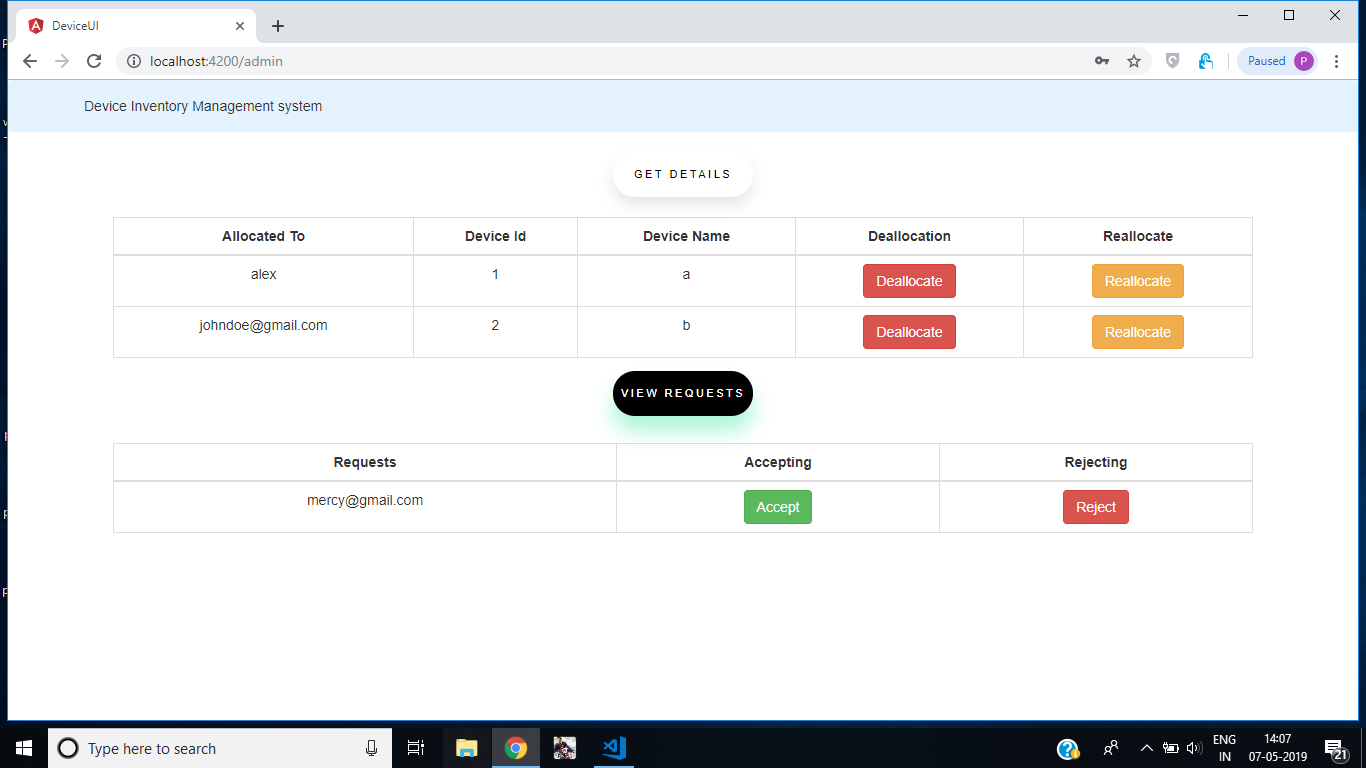 DeviceUI
localhost:4200/admin
Paused P
Device Inventory Management system
GET DETAILS
Allocated To Device Id Device Name Deallocation Reallocate
alex 1 a Deallocate Reallocate
johndoe@gmail.com 2 b Deallocate Reallocate
VIEW REQUESTS
Requests Accepting Rejecting
mercy@gmail.com Accept Reject
Type here to search
ENG 14:07
IN 07-05-2019 21